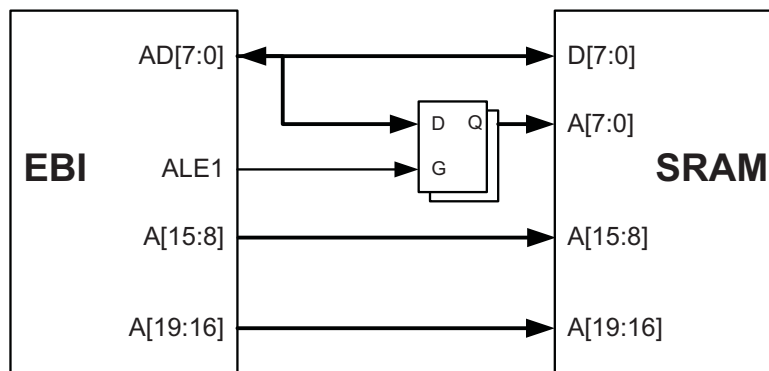 AD[7:0] D[7:0]
D Q A[7:0]
EBI ALE1 G SRAM
A[15:8] A[15:8]
A[19:16] A[19:16]